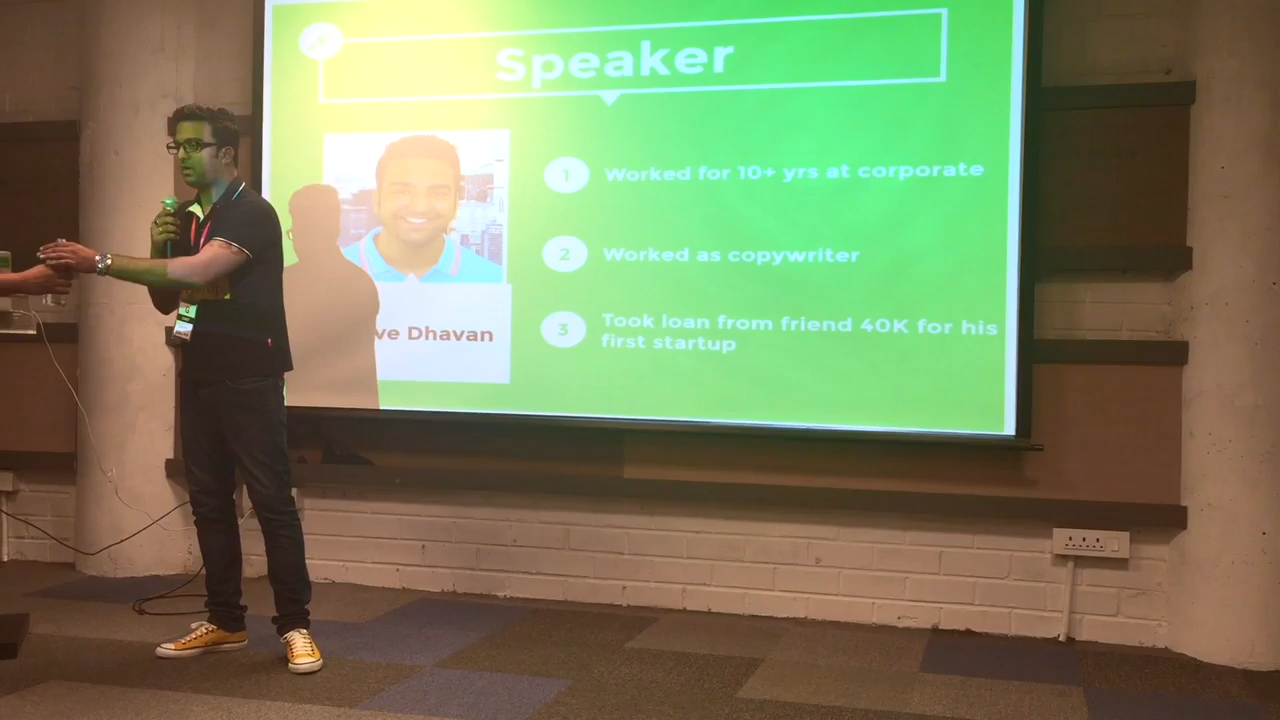 Speaker
1 Worked for 10+ yrs at corporate
ve Dhavan
2 Worked as copywriter
3 Took loan from friend 40K for his
first startup